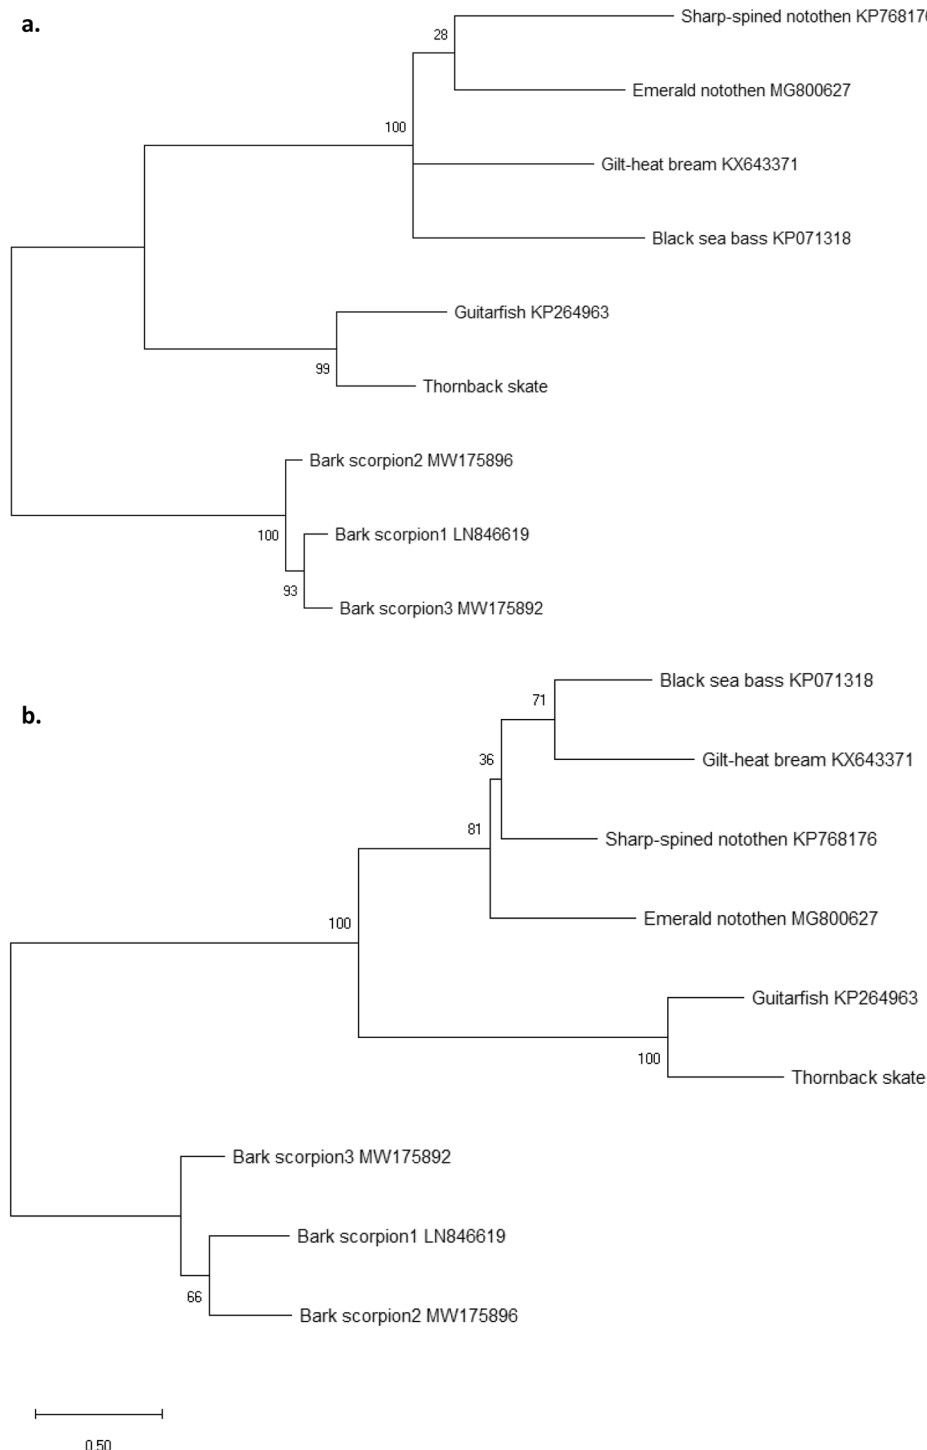 a.
Sharp-spined notothen KP768176
28
Emerald notothen MG800627
100
Gilt-heat bream KX643371
Black sea bass KP071318
Guitarfish KP264963
99
Thornback skate
Bark scorpion2 MW175896
100
Bark scorpion1 LN846619
93
Bark scorpion3 MW175892
Black sea bass KP071318
71
b.
Gilt-heat bream KX643371
36
81
Sharp-spined notothen KP768176
Emerald notothen MG800627
100
Guitarfish KP264963
100
Thornback skate
Bark scorpion3 MW175892
Bark scorpion1 LN846619
66
Bark scorpion2 MW175896
0.50